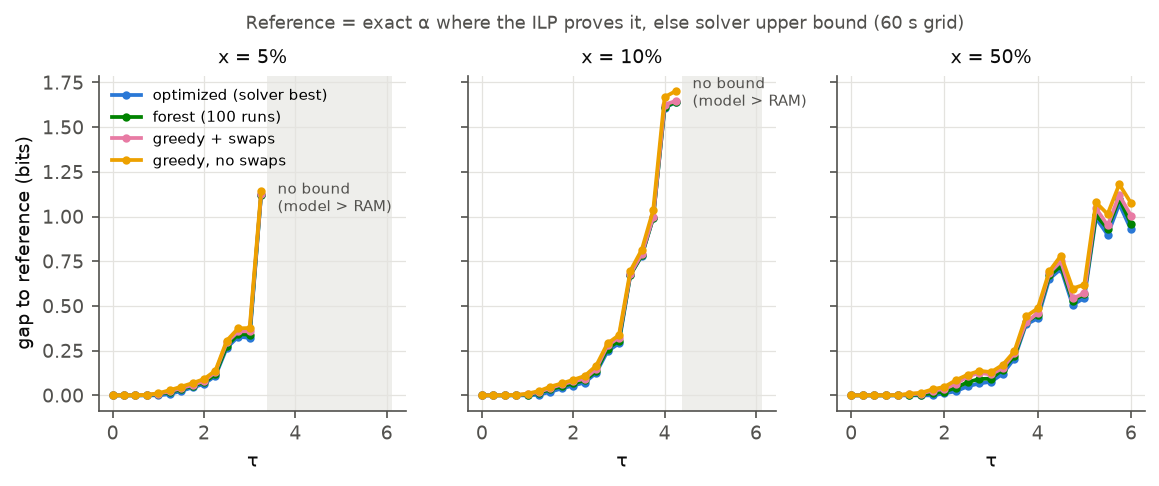 Reference = exact α where the ILP proves it, else solver upper bound (60 s grid)
x = 5%
x = 10%
x = 50%
gap to reference (bits)
1.75
1.50
1.25
1.00
0.75
0.50
0.25
0.00
optimized (solver best)
forest (100 runs)
greedy + swaps
greedy, no swaps
no bound
(model > RAM)
no bound
(model > RAM)
0 2 4 6
0 2 4 6
0 2 4 6
τ
τ
τ